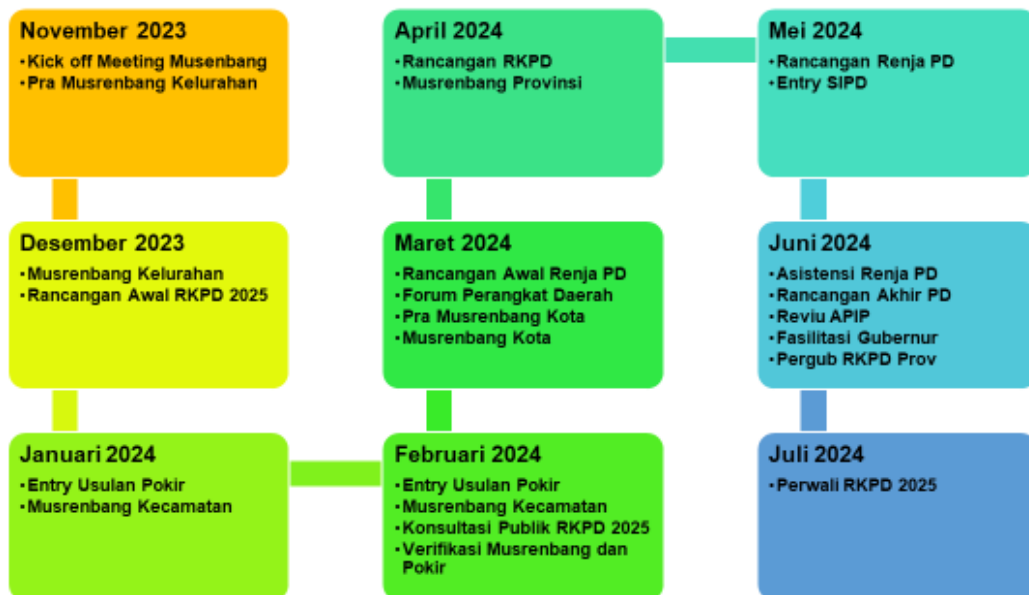 November 2023
·Kick off Meeting Musenbang
·Pra Musrenbang Kelurahan
Desember 2023
·Musrenbang Kelurahan
·Rancangan Awal RKPD 2025
Januari 2024
·Entry Usulan Pokir
·Musrenbang Kecamatan
Februari 2024
·Entry Usulan Pokir
·Musrenbang Kecamatan
·Konsultasi Publik RKPD 2025
·Verifikasi Musrenbang dan
Pokir
Maret 2024
·Rancangan Awal Renja PD
·Forum Perangkat Daerah
·Pra Musrenbang Kota
·Musrenbang Kota
April 2024
·Rancangan RKPD
·Musrenbang Provinsi
Mei 2024
·Rancangan Renja PD
·Entry SIPD
Juni 2024
·Asistensi Renja PD
·Rancangan Akhir PD
·Reviu APIP
·Fasilitasi Gubernur
·Pergub RKPD Prov
Juli 2024
·Perwali RKPD 2025